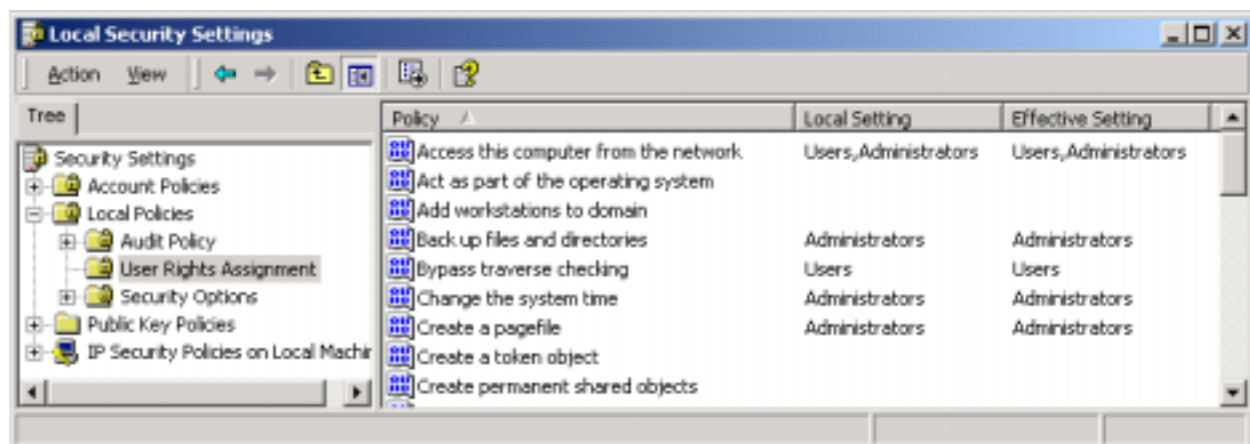 Local Security Settings
Action View
Tree
Security Settings
Account Policies
Local Policies
Audit Policy
User Rights Assignment
Security Options
Public Key Policies
IP Security Policies on Local Machin
Policy Local Setting Effective Setting
Access this computer from the network Users,Administrators Users,Administrators
Act as part of the operating system
Add workstations to domain
Back up files and directories Administrators Administrators
Bypass traverse checking Users Users
Change the system time Administrators Administrators
Create a pagefile Administrators Administrators
Create a token object
Create permanent shared objects